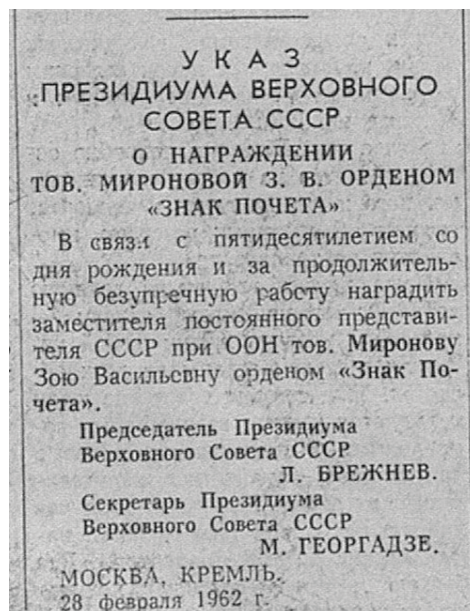 УКАЗ
ПРЕЗИДИУМА ВЕРХОВНОГО
СОВЕТА СССР
О НАГРАЖДЕНИИ
ТОВ. МИРОНОВОЙ З. В. ОРДЕНОМ
«ЗНАК ПОЧЕТА»
В связи с пятидесятилетием со
дня рождения и за продолжитель-
ную безупречную работу наградить
заместителя постоянного представи-
теля СССР при ООН тов. Миронову
Зою Васильевну орденом «Знак По-
чета».
Председатель Президиума
Верховного Совета СССР
Л. БРЕЖНЕВ.
Секретарь Президиума
Верховного Совета СССР
М. ГЕОРГАДЗЕ.
МОСКВА, КРЕМЛЬ.
28 февраля 1962 г.